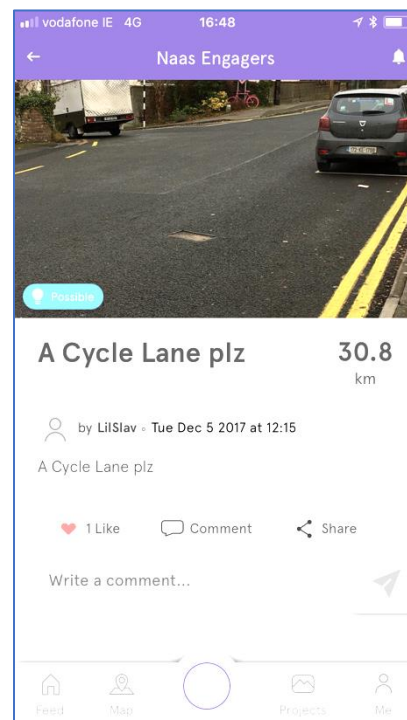 vodafone IE 4G 16:48
Naas Engagers
Possible
A Cycle Lane plz 30.8
km
by LilSlav • Tue Dec 5 2017 at 12:15
A Cycle Lane plz
1 Like Comment Share
Write a comment...
Feed Map Projects Me